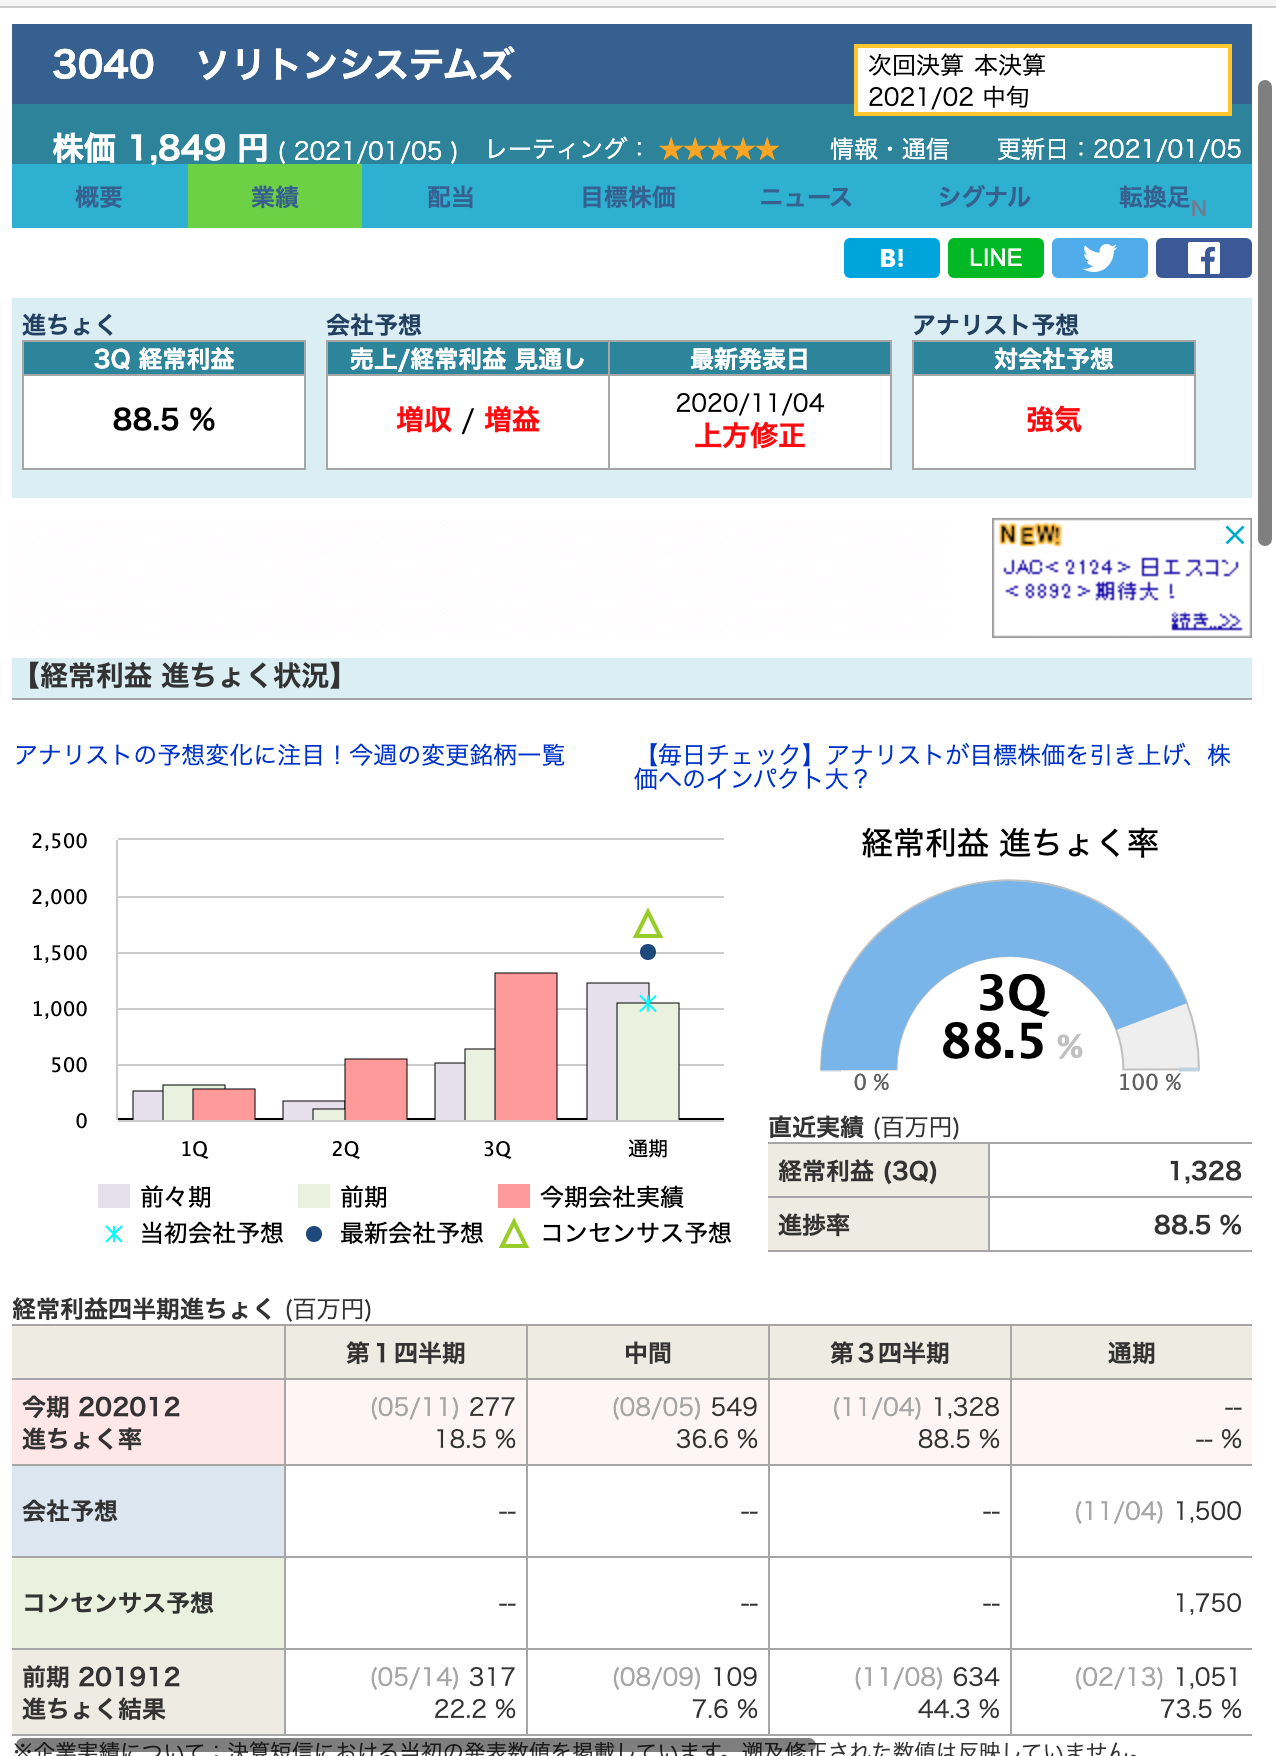 3040 ソリトンシステムズ
次回決算 本決算
2021/02 中旬
株価 1,849 円 ( 2021/01/05 ) レーティング： ★★★★★ 情報・通信 更新日：2021/01/05
概要 業績 配当 目標株価 ニュース シグナル 転換足N
B! LINE
進ちょく 会社予想 アナリスト予想
3Q 経常利益 売上/経常利益 見通し 最新発表日 対会社予想
88.5 % 増収 / 増益 2020/11/04 強気
上方修正
NEW!
JAC<2124> 日エスコン
<8892>期待大！
続き..>>
【経常利益 進ちょく状況】
アナリストの予想変化に注目！今週の変更銘柄一覧
【毎日チェック】アナリストが目標株価を引き上げ、株
価へのインパクト大？
2,500
2,000
1,500
1,000
500
0
1Q 2Q 3Q 通期
前々期 前期 今期会社実績
当初会社予想 最新会社予想 コンセンサス予想
経常利益 進ちょく率
3Q
88.5 %
0 % 100 %
直近実績 (百万円)
経常利益 (3Q) 1,328
進捗率 88.5 %
経常利益四半期進ちょく (百万円)
第１四半期 中間 第３四半期 通期
今期 202012 (05/11) 277 (08/05) 549 (11/04) 1,328 --
進ちょく率 18.5 % 36.6 % 88.5 % -- %
会社予想 -- -- -- (11/04) 1,500
コンセンサス予想 -- -- -- 1,750
前期 201912 (05/14) 317 (08/09) 109 (11/08) 634 (02/13) 1,051
進ちょく結果 22.2 % 7.6 % 44.3 % 73.5 %
※企業実績について：決算短信における当初の発表数値を掲載しています。遡及修正された数値は反映していません。